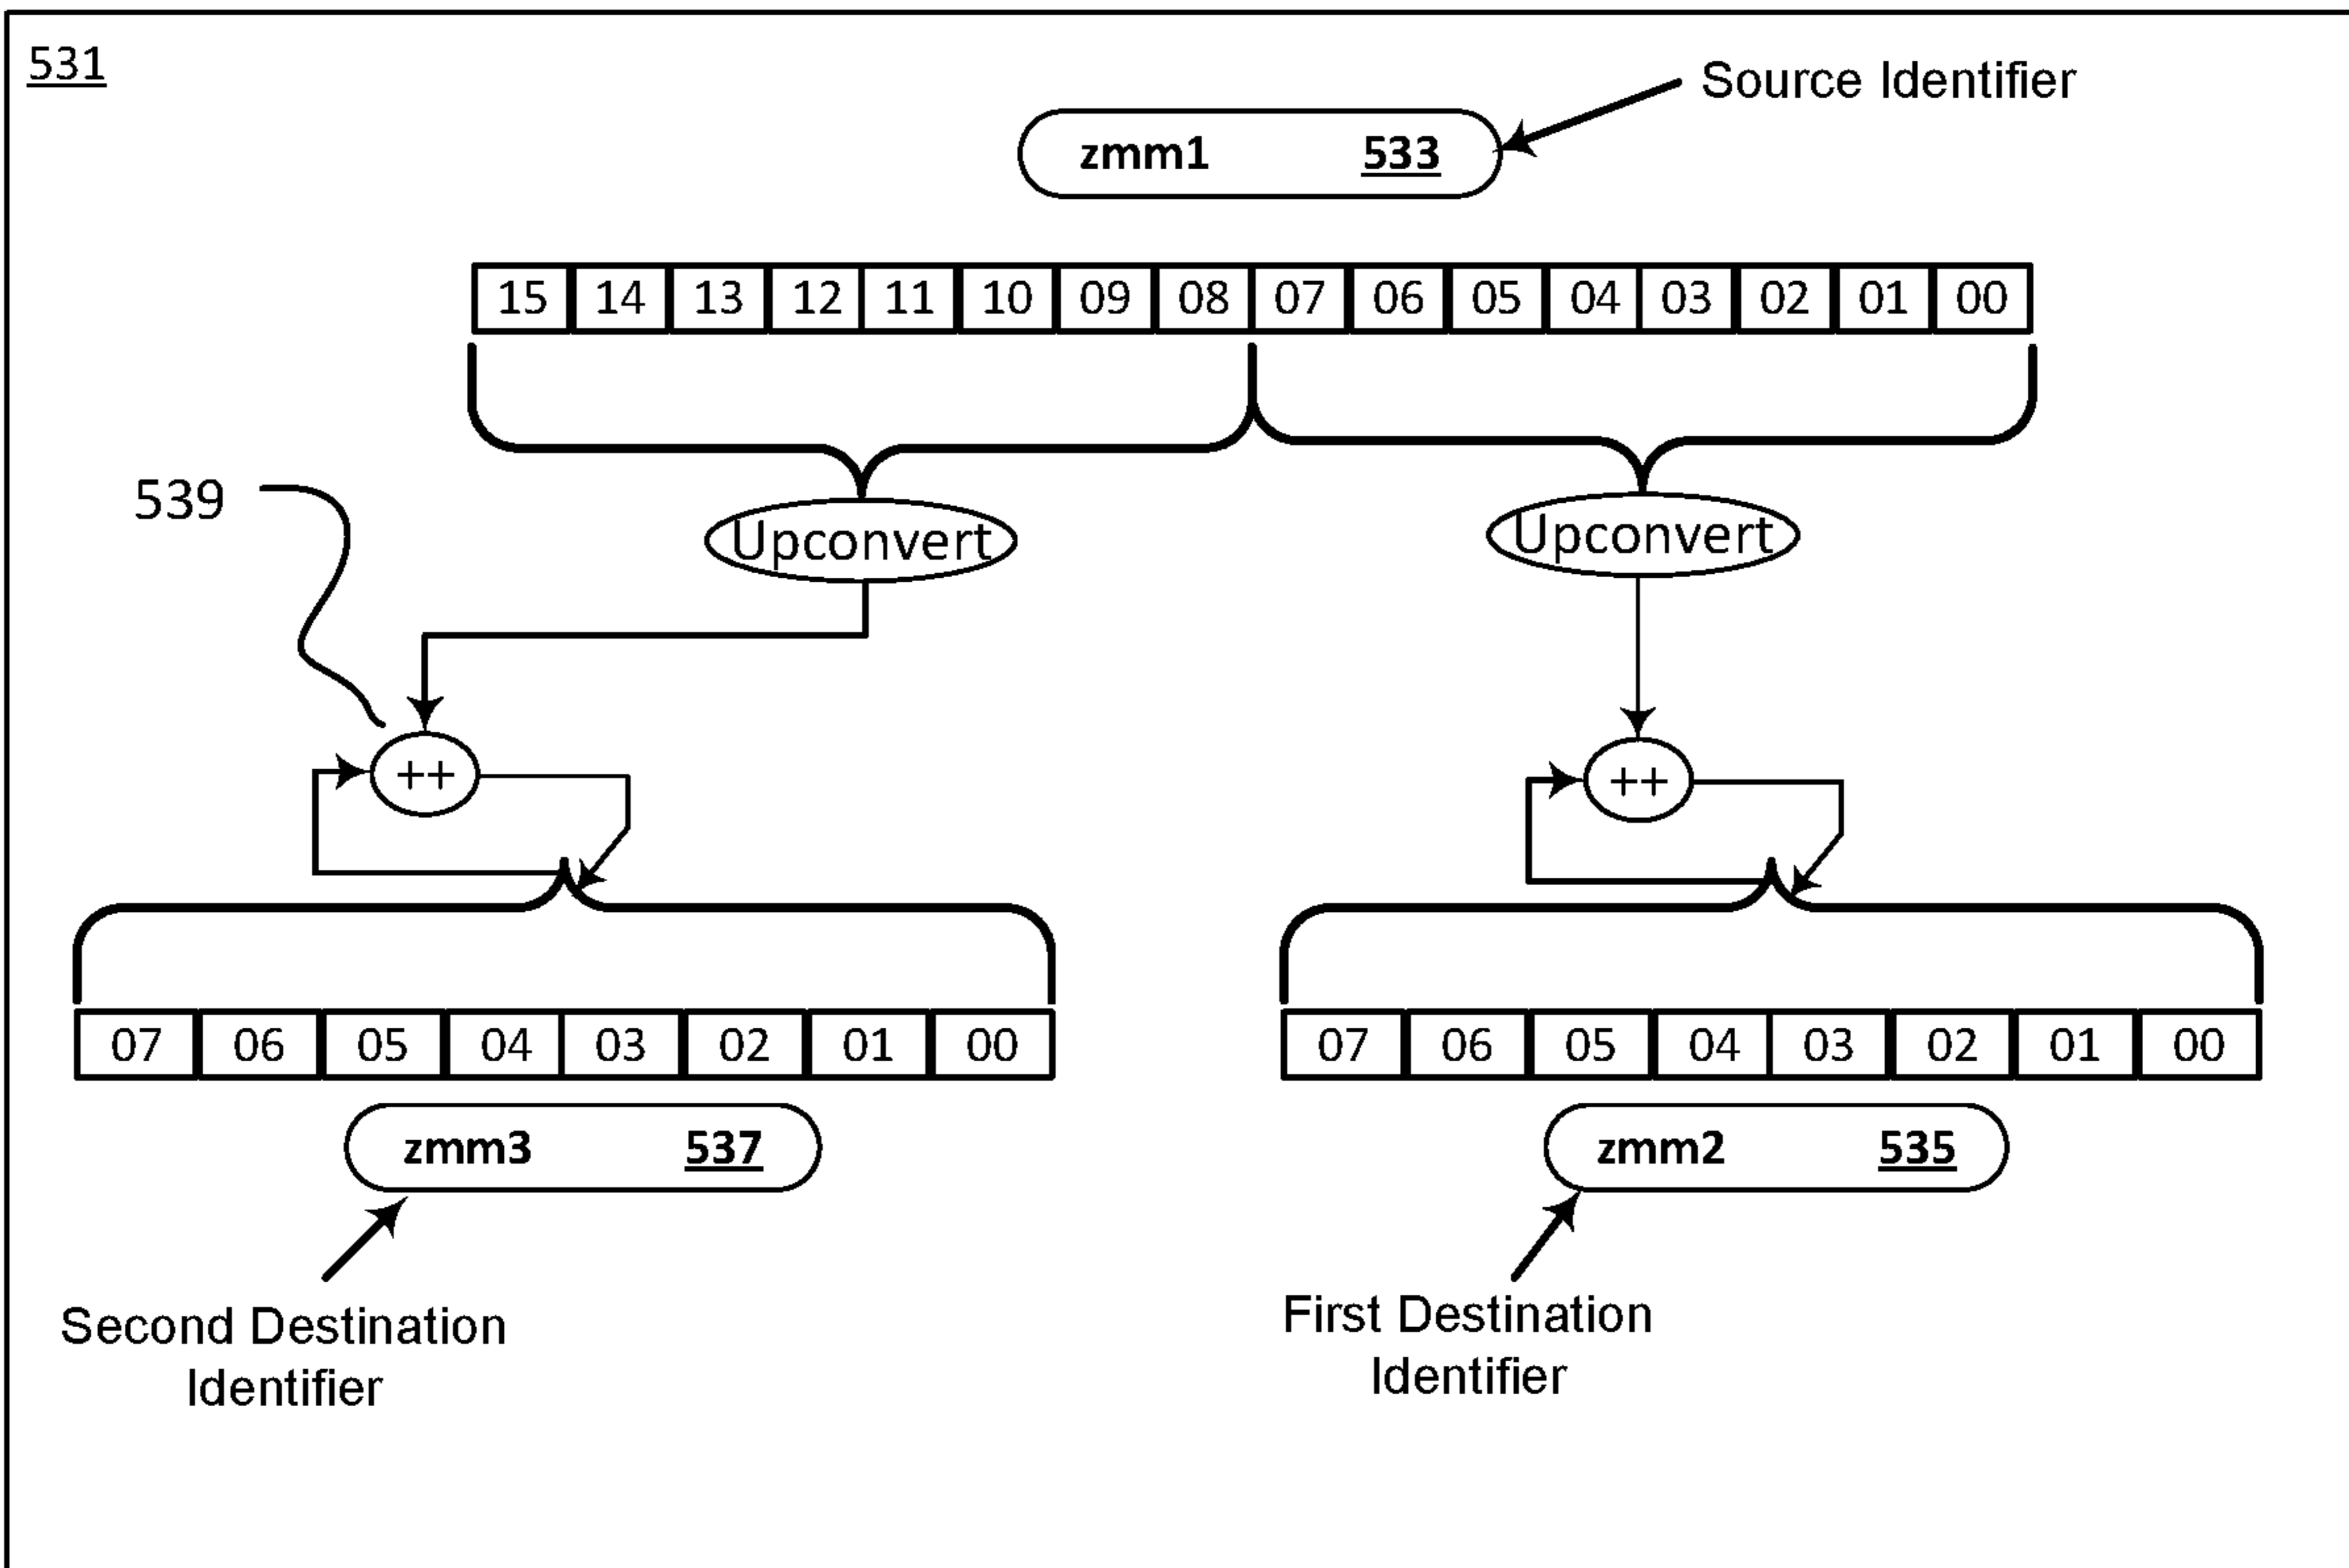 531
Source Identifier
zmm1 533
15 14 13 12 11 10 09 08 07 06 05 04 03 02 01 00
539
Upconvert Upconvert
++ ++
07 06 05 04 03 02 01 00 07 06 05 04 03 02 01 00
zmm3 537 zmm2 535
Second Destination
Identifier
First Destination
Identifier